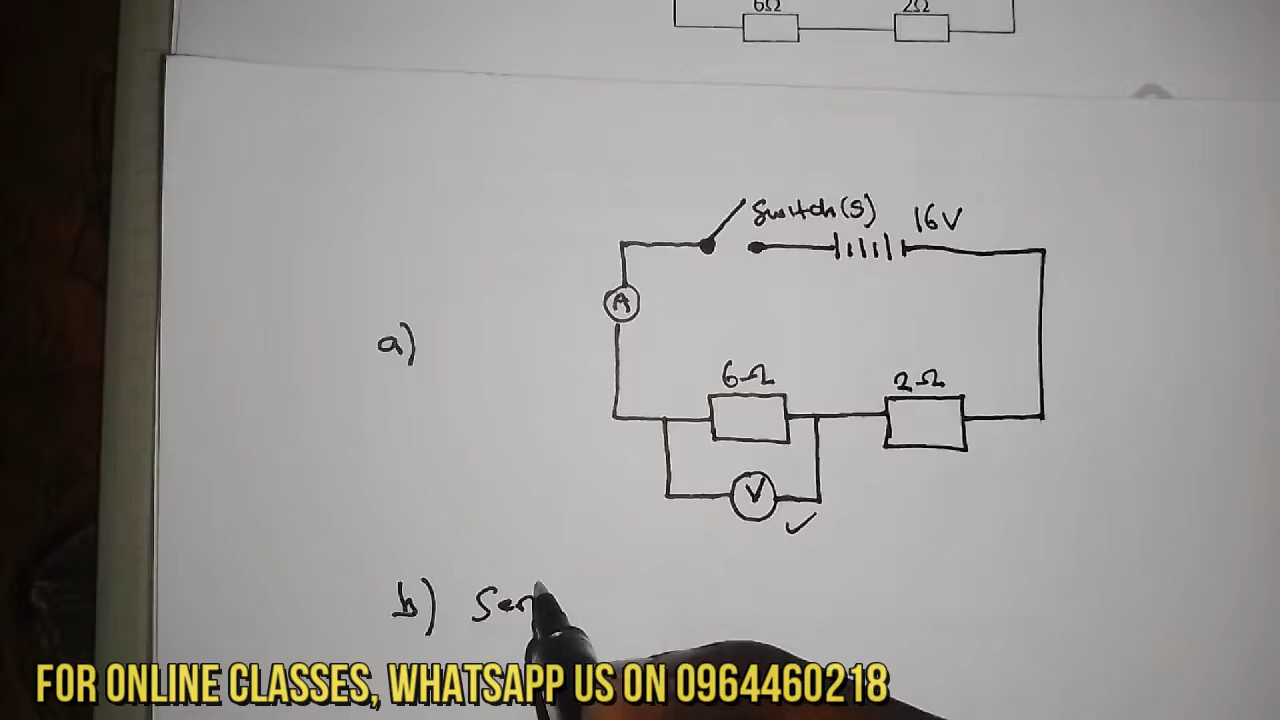 6Ω 2Ω
Switch(S) 16V
A
a)
6Ω 2Ω
V
b) Ser
FOR ONLINE CLASSES, WHATSAPP US ON 0964460218